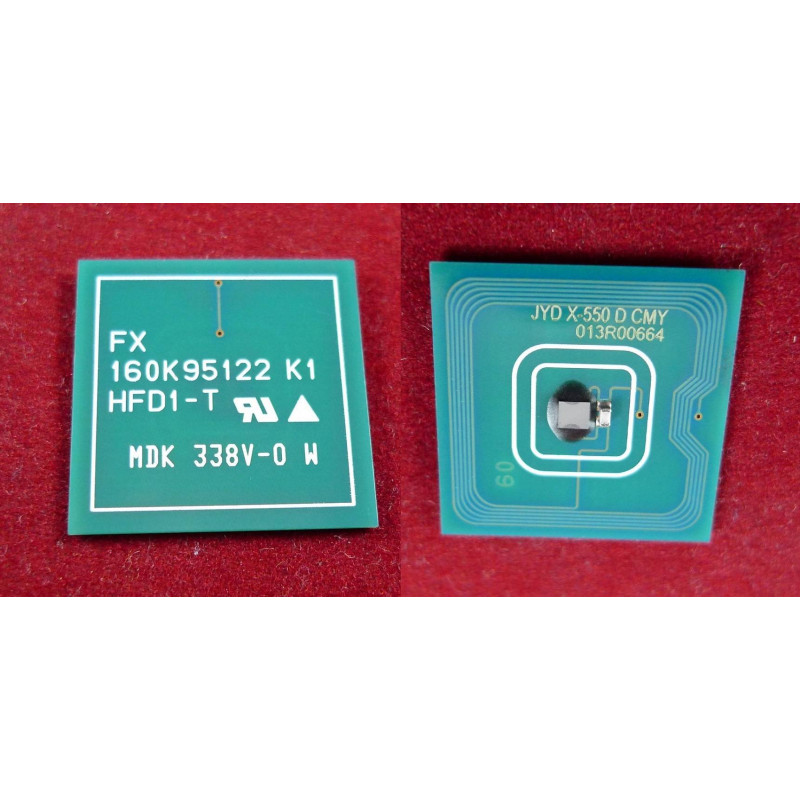 FX
160K95122 K1
HFD1-T
MDK 338V-0 W
JYD X-550 D CMY
013R00664
60